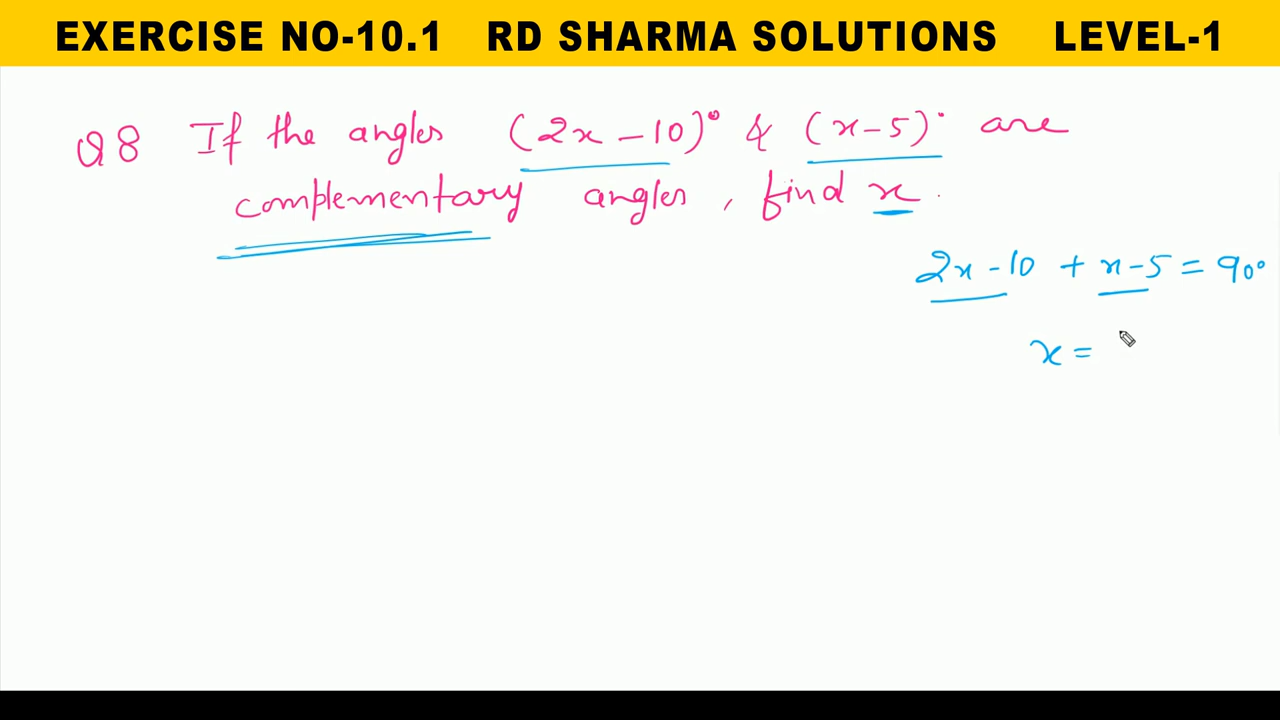 EXERCISE NO-10.1 RD SHARMA SOLUTIONS LEVEL-1
Q8 If the angles (2x-10)° & (x-5)° are
complementary angles, find x.
2x-10 + x-5 = 90°
x =